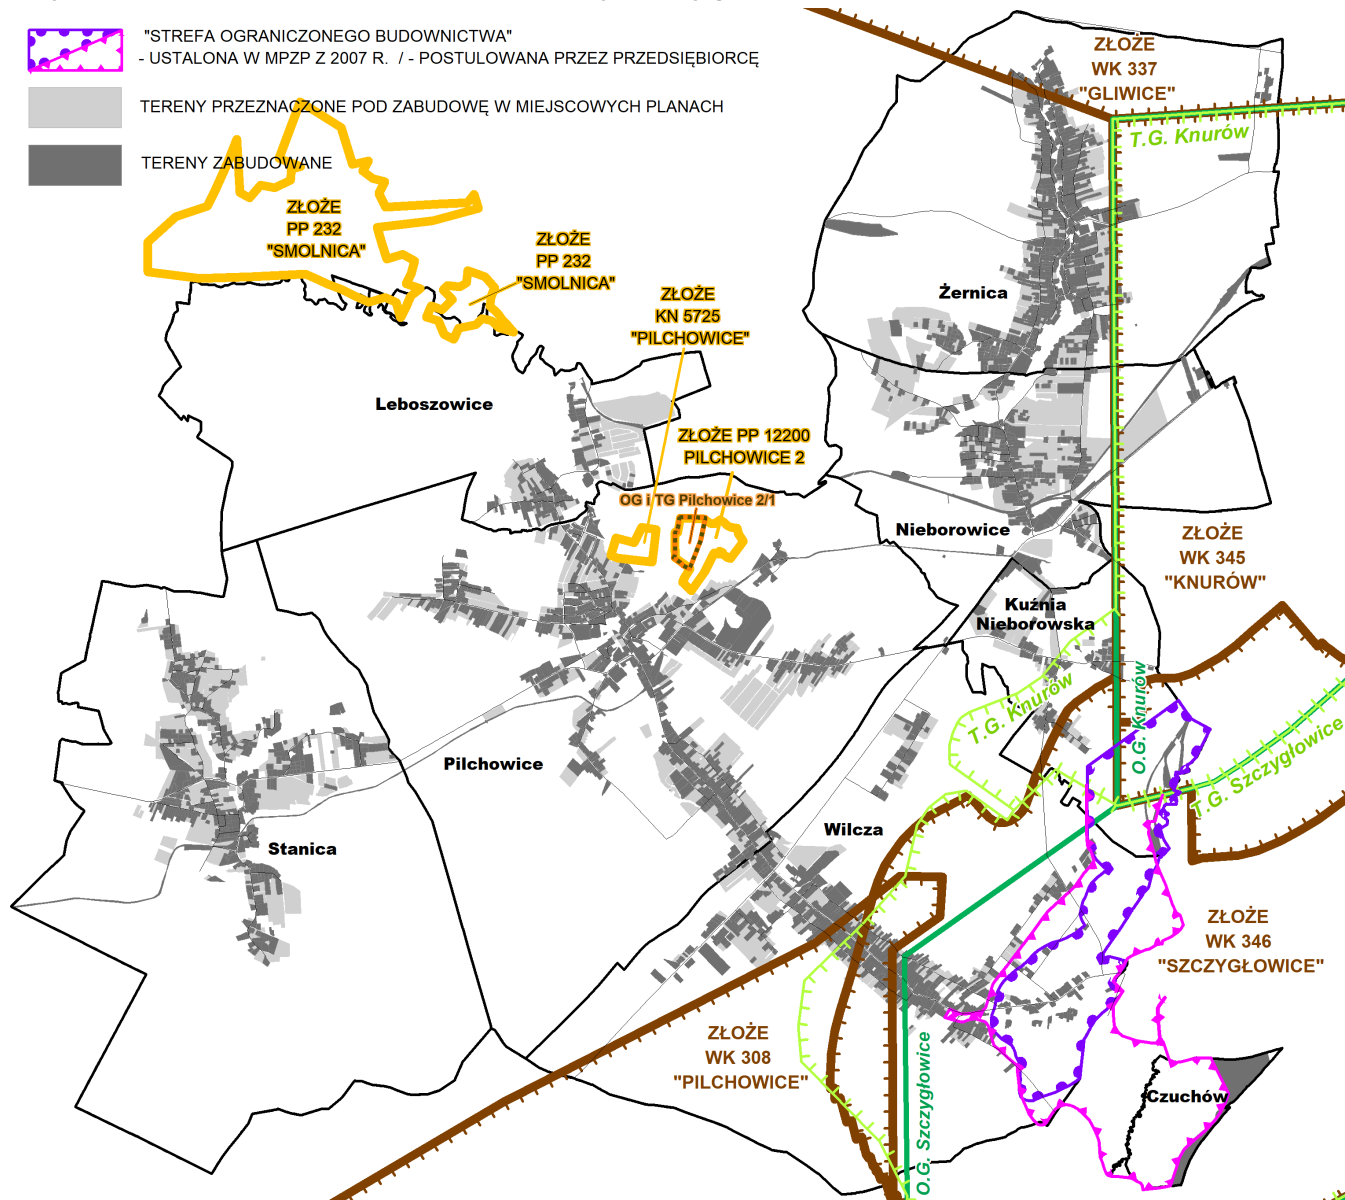 "STREFA OGRANICZONEGO BUDOWNICTWA"
- USTALONA W MPZP Z 2007 R.  / - POSTULOWANA PRZEZ PRZEDSIĘBIORCĘ
TERENY PRZEZNACZONE POD ZABUDOWĘ W MIEJSCOWYCH PLANACH
TERENY ZABUDOWANE
ZŁOŻE
WK 337
"GLIWICE"
T.G. Knurów
ZŁOŻE
PP 232
"SMOLNICA"
ZŁOŻE
PP 232
"SMOLNICA"
ZŁOŻE
KN 5725
"PILCHOWICE"
Żernica
Leboszowice
ZŁOŻE PP 12200
PILCHOWICE 2
OG i TG Pilchowice 2/1
Nieborowice
ZŁOŻE
WK 345
"KNURÓW"
Kuźnia
Nieborowska
T.G. Knurów
O.G. Knurów
T.G. Szczygłowice
Pilchowice
Wilcza
Stanica
ZŁOŻE
WK 346
"SZCZYGŁOWICE"
ZŁOŻE
WK 308
"PILCHOWICE"
O.G. Szczygłowice
Czuchów